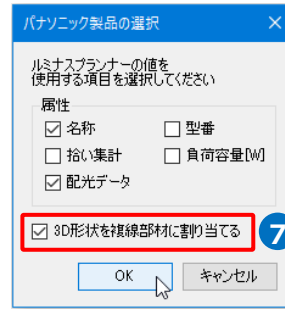 パナソニック製品の選択
ルミナスプランナーの値を
使用する項目を選択してください
属性
名称
型番
拾い集計
負荷容量[W]
配光データ
3D形状を複線部材に割り当てる
7
OK
キャンセル